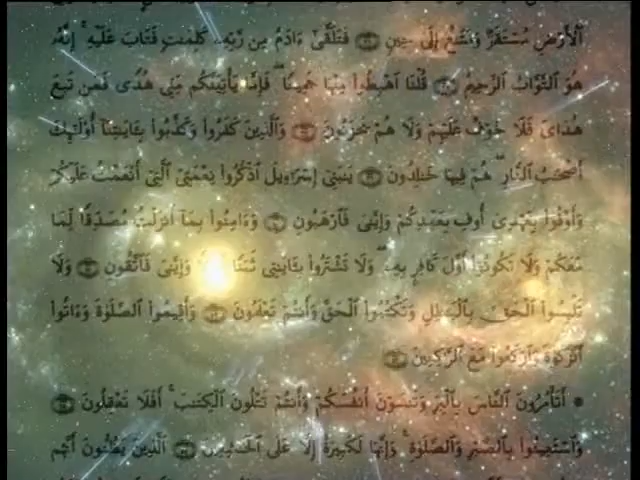 ٱلۡأَرۡضِ مُسۡتَقَرٌّ وَمَتَٰعٌ إِلَىٰ حِينٍ ۝ فَتَلَقَّىٰٓ ءَادَمُ مِن رَّبِّهِۦ كَلِمَٰتٍ فَتَابَ عَلَيۡهِۚ إِنَّهُۥ
هُوَ ٱلتَّوَّابُ ٱلرَّحِيمُ ۝ قُلۡنَا ٱهۡبِطُواْ مِنۡهَا جَمِيعٗاۖ فَإِمَّا يَأۡتِيَنَّكُم مِّنِّي هُدٗى فَمَن تَبِعَ
هُدَايَ فَلَا خَوۡفٌ عَلَيۡهِمۡ وَلَا هُمۡ يَحۡزَنُونَ ۝ وَٱلَّذِينَ كَفَرُواْ وَكَذَّبُواْ بِـَٔايَٰتِنَآ أُوْلَٰٓئِكَ
أَصۡحَٰبُ ٱلنَّارِۖ هُمۡ فِيهَا خَٰلِدُونَ ۝ يَٰبَنِيٓ إِسۡرَٰٓءِيلَ ٱذۡكُرُواْ نِعۡمَتِيَ ٱلَّتِيٓ أَنۡعَمۡتُ عَلَيۡكُمۡ
وَأَوۡفُواْ بِعَهۡدِيٓ أُوفِ بِعَهۡدِكُمۡ وَإِيَّٰيَ فَٱرۡهَبُونِ ۝ وَءَامِنُواْ بِمَآ أَنزَلۡتُ مُصَدِّقٗا لِّمَا
مَعَكُمۡ وَلَا تَكُونُوٓاْ أَوَّلَ كَافِرِۭ بِهِۦۖ وَلَا تَشۡتَرُواْ بِـَٔايَٰتِي ثَمَنٗا وَإِيَّٰيَ فَٱتَّقُونِ ۝ وَلَا
تَلۡبِسُواْ ٱلۡحَقَّ بِٱلۡبَٰطِلِ وَتَكۡتُمُواْ ٱلۡحَقَّ وَأَنتُمۡ تَعۡلَمُونَ ۝ وَأَقِيمُواْ ٱلصَّلَوٰةَ وَءَاتُواْ
ٱلزَّكَوٰةَ وَٱرۡكَعُواْ مَعَ ٱلرَّٰكِعِينَ ۝
۞ أَتَأۡمُرُونَ ٱلنَّاسَ بِٱلۡبِرِّ وَتَنسَوۡنَ أَنفُسَكُمۡ وَأَنتُمۡ تَتۡلُونَ ٱلۡكِتَٰبَۚ أَفَلَا تَعۡقِلُونَ ۝
وَٱسۡتَعِينُواْ بِٱلصَّبۡرِ وَٱلصَّلَوٰةِۚ وَإِنَّهَا لَكَبِيرَةٌ إِلَّا عَلَى ٱلۡخَٰشِعِينَ ۝ ٱلَّذِينَ يَظُنُّونَ أَنَّهُم